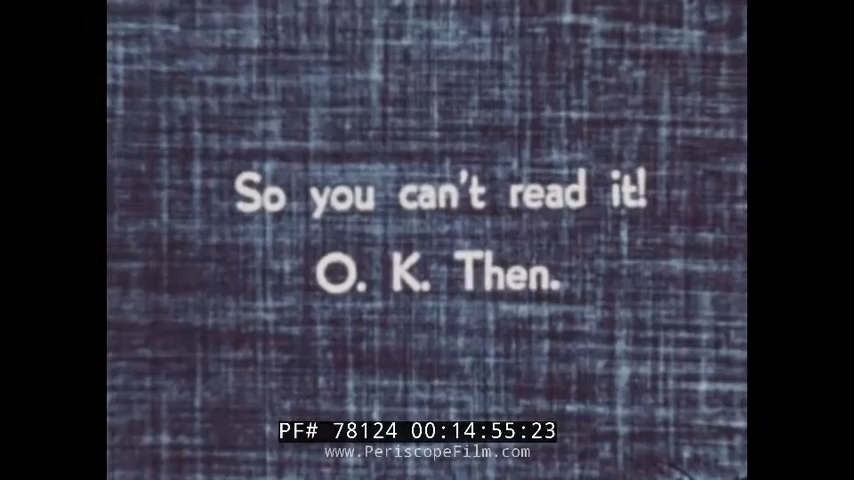 So you can't read it!
O. K. Then.
PF# 78124 00:14:55:23
www.PeriscopeFilm.com